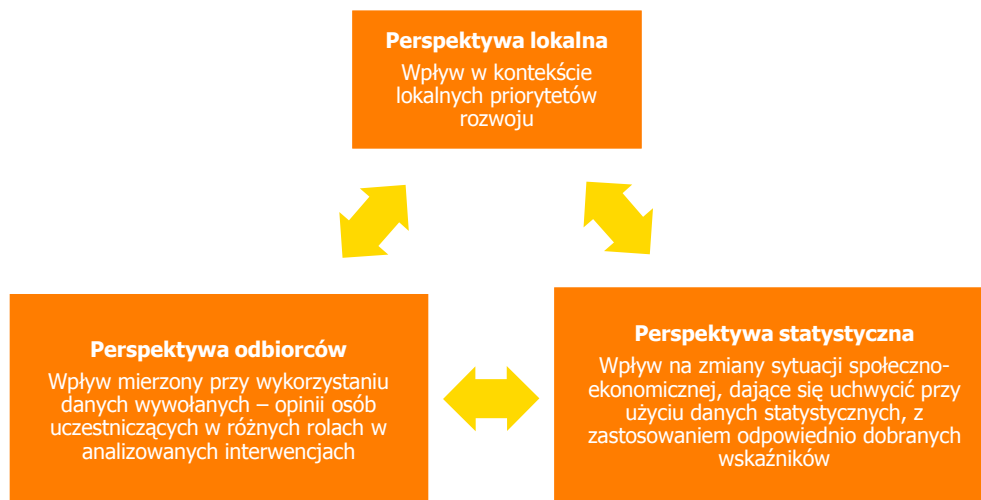 Perspektywa lokalna
Wpływ w kontekście
lokalnych priorytetów
rozwoju
Perspektywa odbiorców
Wpływ mierzony przy wykorzystaniu
danych wywołanych – opinii osób
uczestniczących w różnych rolach w
analizowanych interwencjach
Perspektywa statystyczna
Wpływ na zmiany sytuacji społeczno-
ekonomicznej, dające się uchwycić przy
użyciu danych statystycznych, z
zastosowaniem odpowiednio dobranych
wskaźników